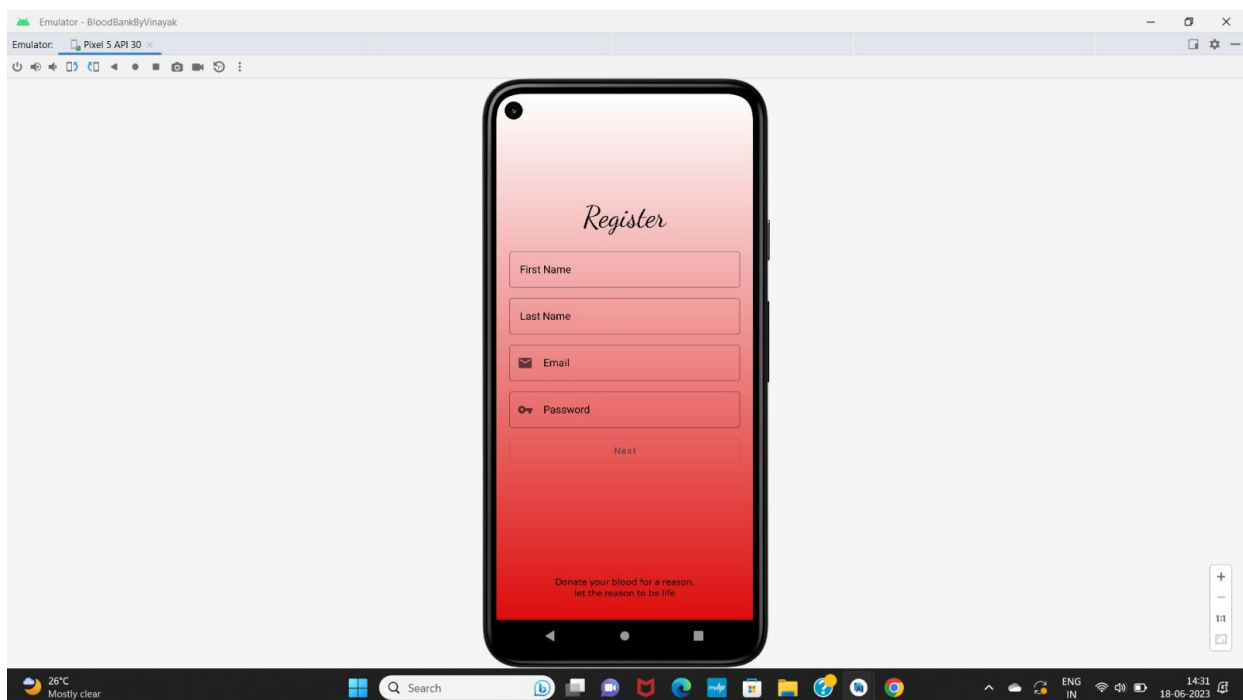 Emulator - BloodBankByVinayak
Emulator: Pixel 5 API 30
Register
First Name
Last Name
Email
Password
Next
Donate your blood for a reason,
let the reason to be life
1:1
26°C
Mostly clear
Search
ENG
IN
14:31
18-06-2023